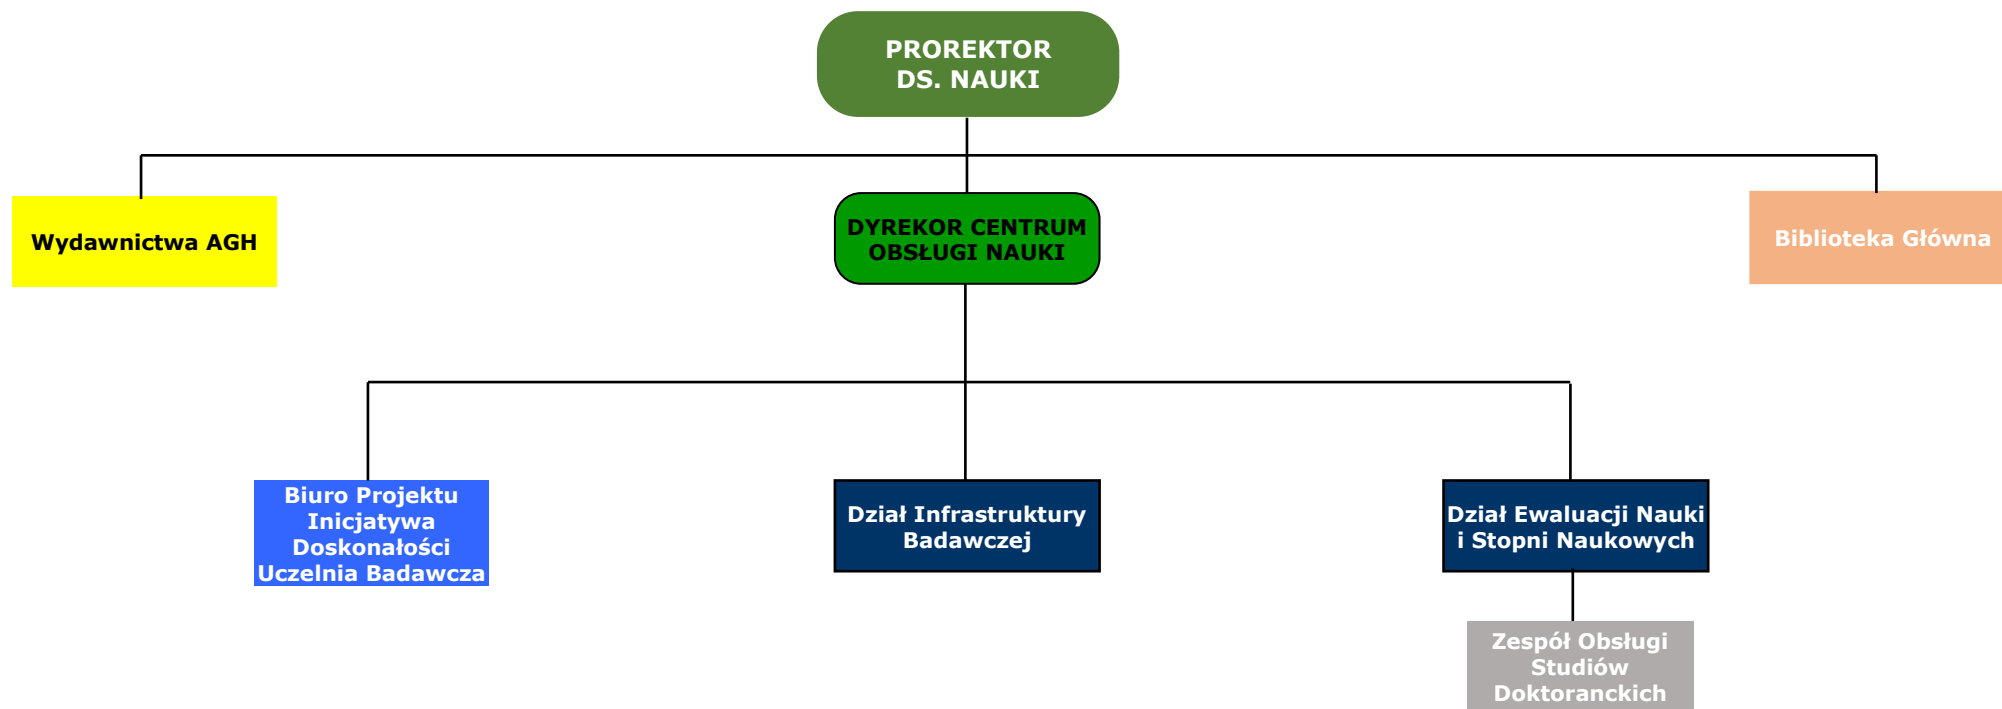 PROREKTOR
DS. NAUKI
Wydawnictwa AGH
DYREKOR CENTRUM
OBSŁUGI NAUKI
Biblioteka Główna
Biuro Projektu
Inicjatywa
Doskonałości
Uczelnia Badawcza
Dział Infrastruktury
Badawczej
Dział Ewaluacji Nauki
i Stopni Naukowych
Zespół Obsługi
Studiów
Doktoranckich